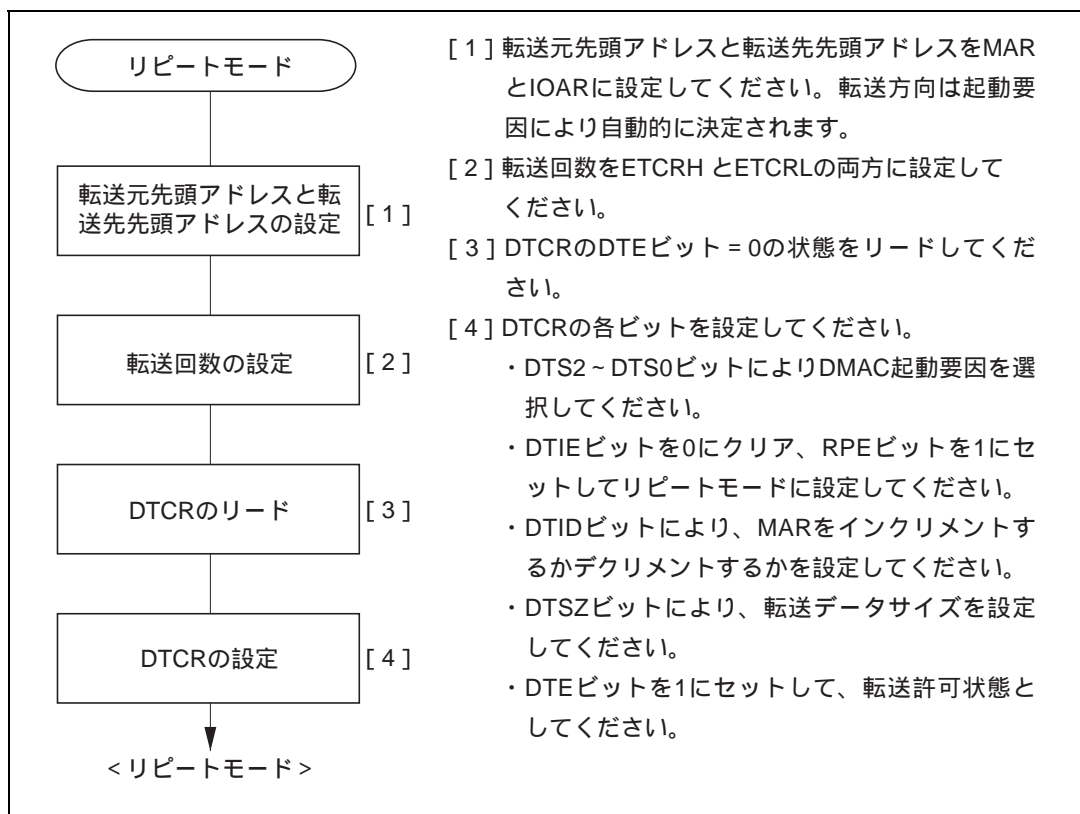 リピートモード
転送元先頭アドレスと転
送先先頭アドレスの設定
[ 1 ]
転送回数の設定
[ 2 ]
DTCRのリード
[ 3 ]
DTCRの設定
[ 4 ]
< リピートモード >
[ 1 ] 転送元先頭アドレスと転送先先頭アドレスをMAR
とIOARに設定してください。転送方向は起動要
因により自動的に決定されます。
[ 2 ] 転送回数をETCRH とETCRLの両方に設定して
ください。
[ 3 ] DTCRのDTEビット = 0の状態をリードしてくだ
さい。
[ 4 ] DTCRの各ビットを設定してください。
・DTS2 ~ DTS0ビットによりDMAC起動要因を選
択してください。
・DTIEビットを0にクリア、RPEビットを1にセ
ットしてリピートモードに設定してください。
・DTIDビットにより、MARをインクリメントす
るかデクリメントするかを設定してください。
・DTSZビットにより、転送データサイズを設定
してください。
・DTEビットを1にセットして、転送許可状態と
してください。